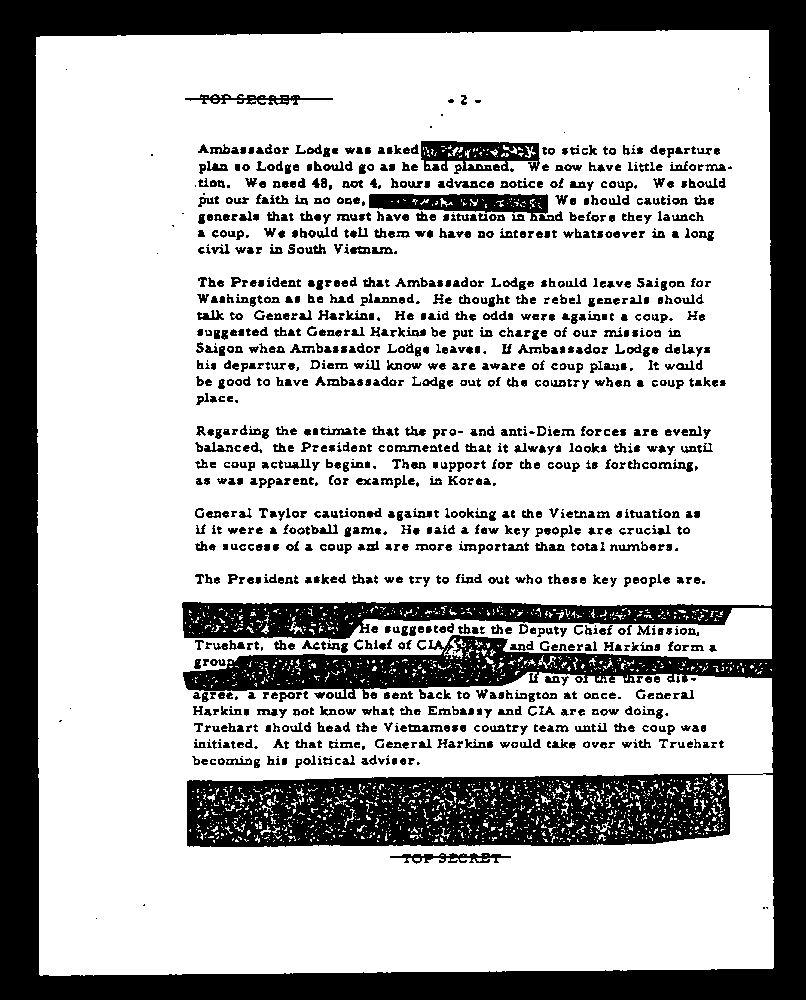 TOP SECRET
- 2 -
Ambassador Lodge was asked to stick to his departure
plan so Lodge should go as he had planned. We now have little informa-
tion. We need 48, not 4, hours advance notice of any coup. We should
put our faith in no one, We should caution the
generals that they must have the situation in hand before they launch
a coup. We should tell them we have no interest whatsoever in a long
civil war in South Vietnam.
The President agreed that Ambassador Lodge should leave Saigon for
Washington as he had planned. He thought the rebel generals should
talk to General Harkins. He said the odds were against a coup. He
suggested that General Harkins be put in charge of our mission in
Saigon when Ambassador Lodge leaves. If Ambassador Lodge delays
his departure, Diem will know we are aware of coup plans. It would
be good to have Ambassador Lodge out of the country when a coup takes
place.
Regarding the estimate that the pro- and anti-Diem forces are evenly
balanced, the President commented that it always looks this way until
the coup actually begins. Then support for the coup is forthcoming,
as was apparent, for example, in Korea.
General Taylor cautioned against looking at the Vietnam situation as
if it were a football game. He said a few key people are crucial to
the success of a coup and are more important than total numbers.
The President asked that we try to find out who these key people are.
He suggested that the Deputy Chief of Mission,
Truehart, the Acting Chief of CIA, and General Harkins form a
group
If any of the three dis-
agree, a report would be sent back to Washington at once. General
Harkins may not know what the Embassy and CIA are now doing.
Truehart should head the Vietnamese country team until the coup was
initiated. At that time, General Harkins would take over with Truehart
becoming his political adviser.
TOP SECRET